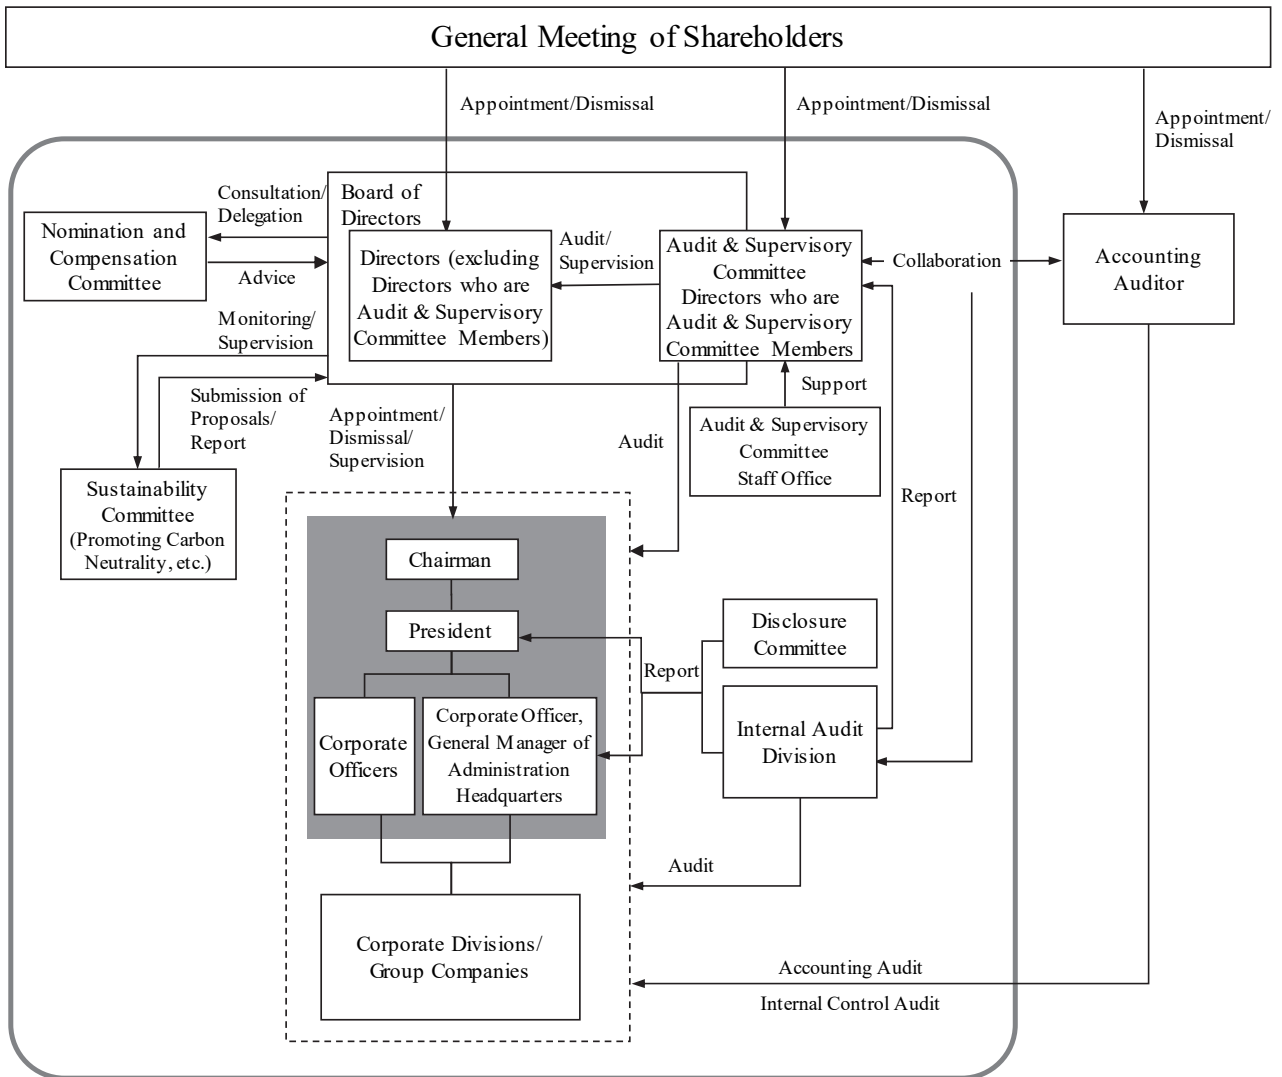 General Meeting of Shareholders
Appointment/Dismissal
Appointment/Dismissal
Appointment/
Dismissal
Consultation/
Delegation
Board of
Directors
Nomination and
Compensation
Committee
Advice
Directors (excluding
Directors who are
Audit & Supervisory
Committee Members)
Audit/
Supervision
Audit & Supervisory
Committee
Directors who are
Audit & Supervisory
Committee Members
Collaboration
Accounting
Auditor
Monitoring/
Supervision
Submission of
Proposals/
Report
Appointment/
Dismissal/
Supervision
Audit
Support
Audit & Supervisory
Committee
Staff Office
Report
Sustainability
Committee
(Promoting Carbon
Neutrality, etc.)
Chairman
President
Report
Disclosure
Committee
Corporate
Officers
Corporate Officer,
General Manager of
Administration
Headquarters
Internal Audit
Division
Audit
Corporate Divisions/
Group Companies
Accounting Audit
Internal Control Audit